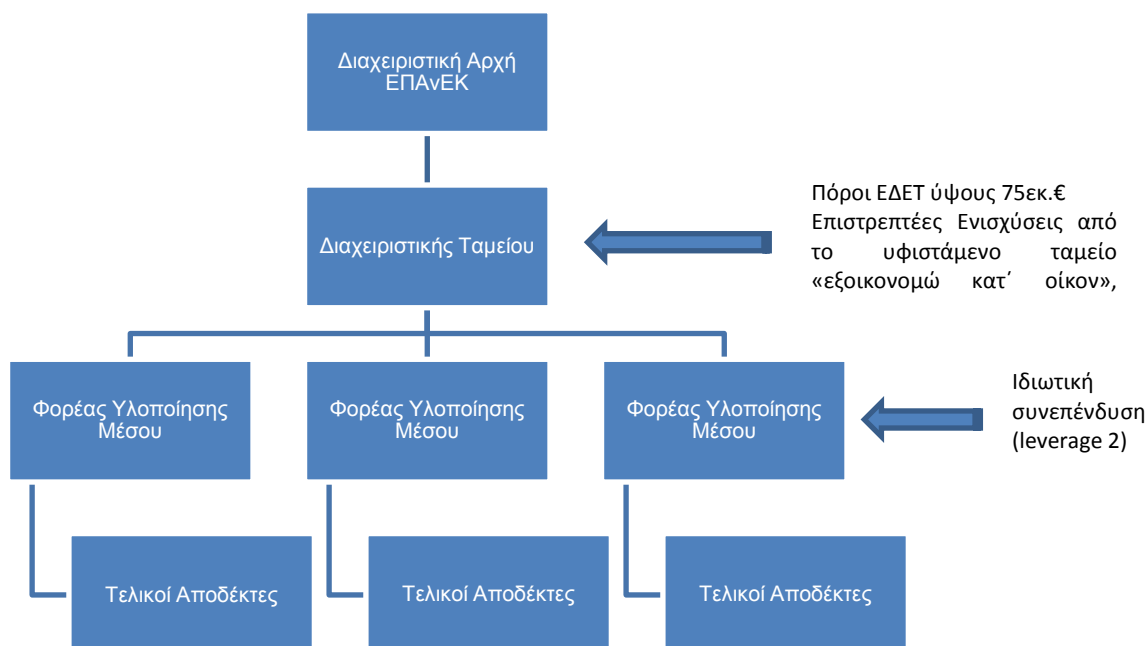 Διαχειριστική Αρχή
ΕΠΑνΕΚ
Διαχειριστικής Ταμείου
Πόροι ΕΔΕΤ ύψους 75εκ.€
Επιστρεπτέες Ενισχύσεις από
το υφιστάμενο ταμείο
«εξοικονομώ κατ΄ οίκον»,
Φορέας Υλοποίησης
Μέσου
Φορέας Υλοποίησης
Μέσου
Φορέας Υλοποίησης
Μέσου
Ιδιωτική
συνεπένδυση
(leverage 2)
Τελικοί Αποδέκτες
Τελικοί Αποδέκτες
Τελικοί Αποδέκτες